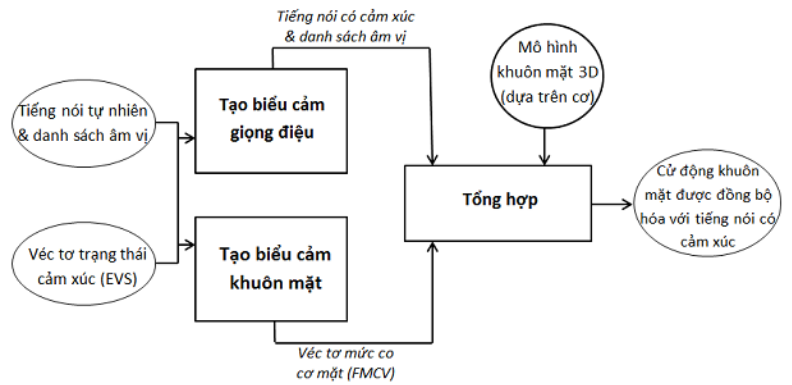 Tiếng nói có cảm xúc
& danh sách âm vị
Mô hình
khuôn mặt 3D
(dựa trên cơ)
Tiếng nói tự nhiên
& danh sách âm vị
Tạo biểu cảm
giọng điệu
Tổng hợp
Cử động khuôn
mặt được đồng bộ
hóa với tiếng nói có
cảm xúc
Véc tơ trạng thái
cảm xúc (EVS)
Tạo biểu cảm
khuôn mặt
Véc tơ mức co
cơ mặt (FMCV)